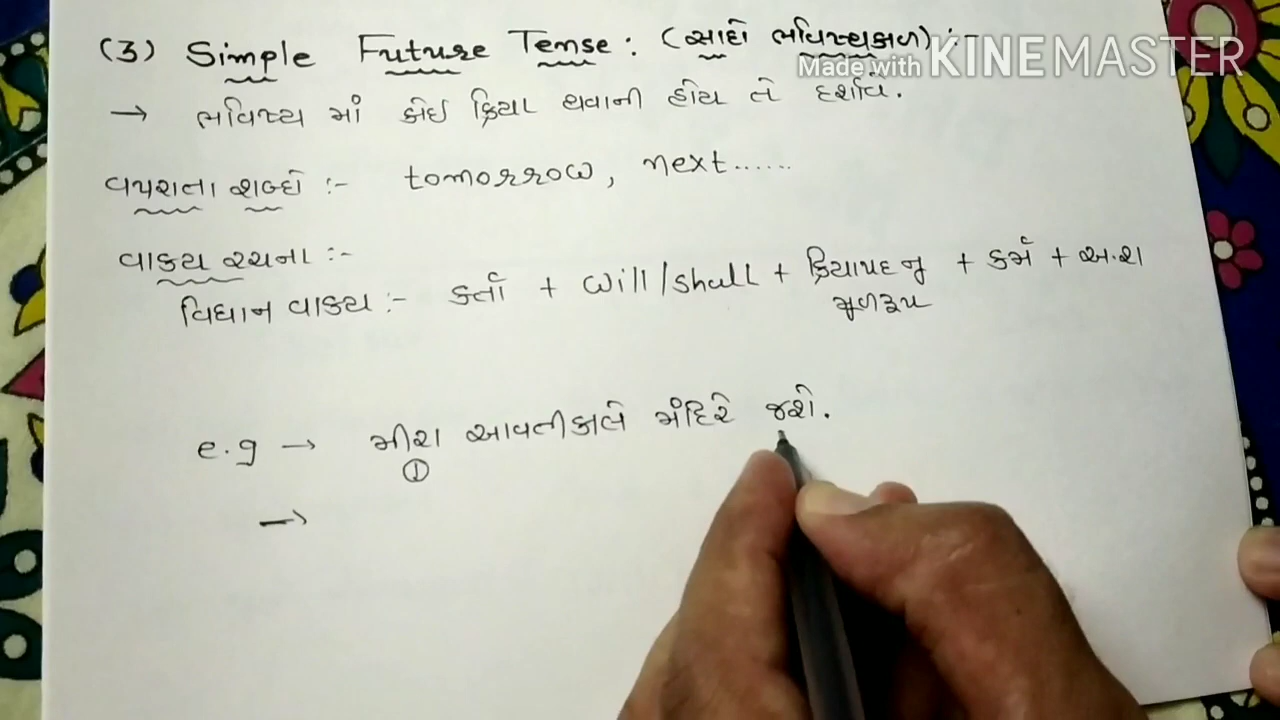 (3) Simple Future Tense : (સાદો ભવિષ્યકાળ) :-
Made with KINEMASTER
→ ભવિષ્ય માં કોઈ ક્રિયા થવાની હોય તે દર્શાવે.
વપરાતા શબ્દો :- tomorrow, next......
વાક્ય રચના :-
વિધાન વાક્ય :- કર્તા + will/shall + ક્રિયાપદ નુ + કર્મ + અ.શ
મૂળરૂપ
e.g → મીરા આવતીકાલે મંદિરે જશે.
①
→